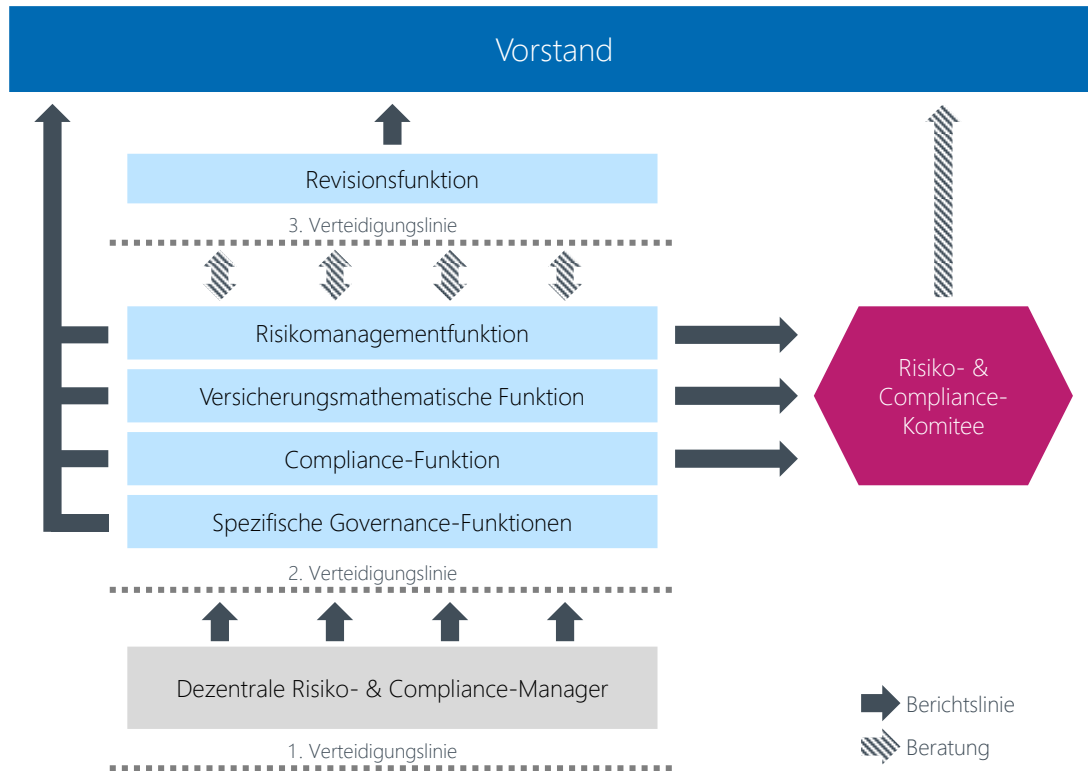 Vorstand
Revisionsfunktion
3. Verteidigungslinie
Risikomanagementfunktion
Versicherungsmathematische Funktion
Compliance-Funktion
Spezifische Governance-Funktionen
2. Verteidigungslinie
Risiko- &
Compliance-
Komitee
Dezentrale Risiko- & Compliance-Manager
1. Verteidigungslinie
Berichtslinie
Beratung